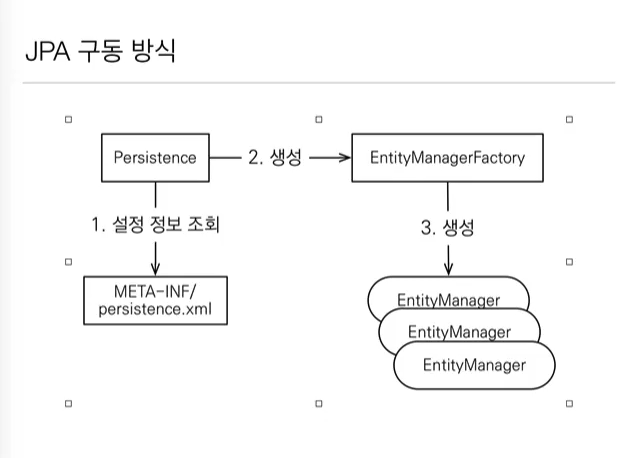 JPA 구동 방식
Persistence
2. 생성
EntityManagerFactory
1. 설정 정보 조회
3. 생성
META-INF/
persistence.xml
EntityManager
EntityManager
EntityManager